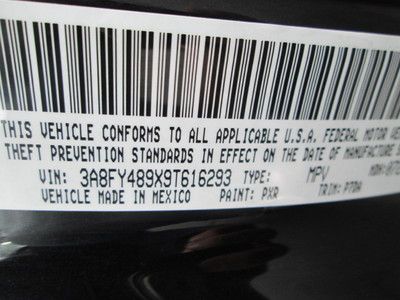 THIS VEHICLE CONFORMS TO ALL APPLICABLE U.S.A. FEDERAL MOTOR
THEFT PREVENTION STANDARDS IN EFFECT ON THE DATE OF MANUFACTURE
VIN: 3A8FY489X9T616293 TYPE: MPV MDH:
VEHICLE MADE IN MEXICO PAINT: PXR TRIM: P7DA